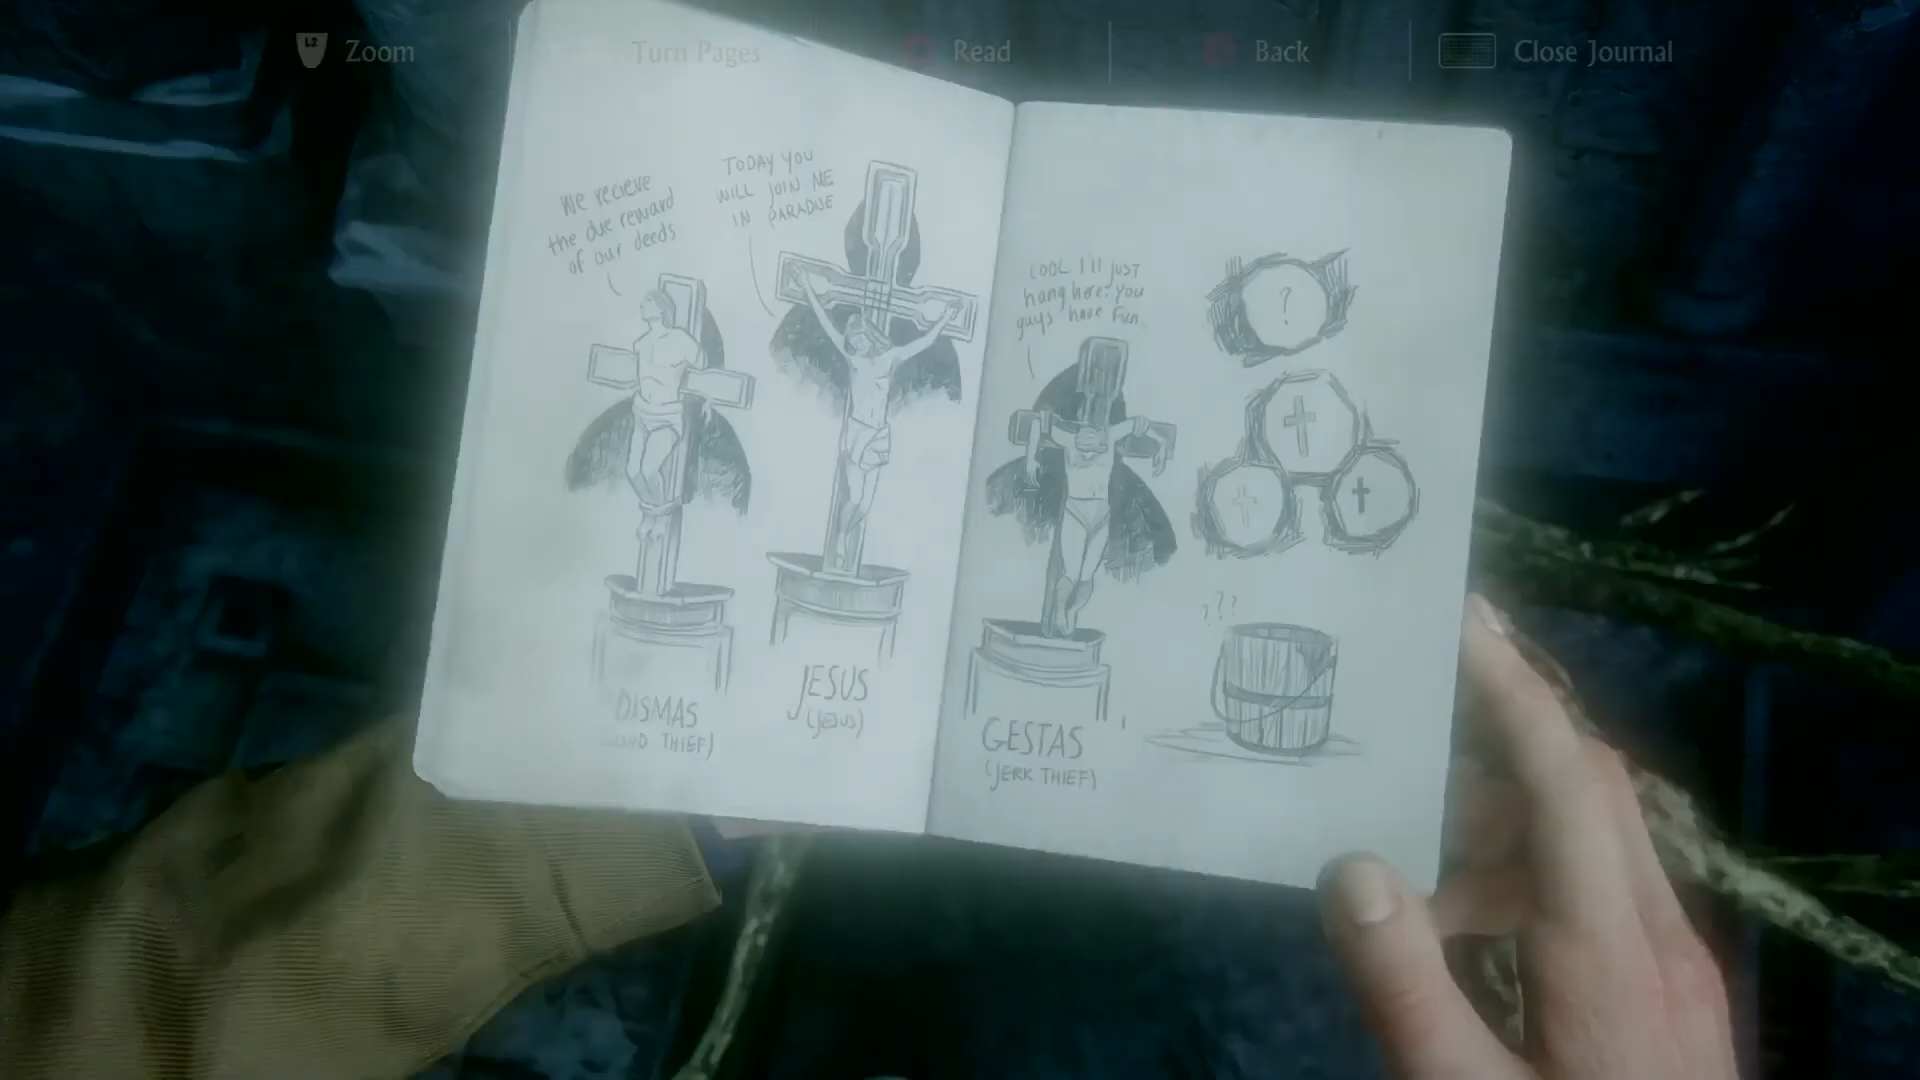 L2 Zoom
Turn Pages
Read
Back
Close Journal
We recieve
the due reward
of our deeds
TODAY YOU
WILL JOIN ME
IN PARADISE
COOL I'll just
hang here. You
guys have fun.
?
???
DISMAS
THIEF)
JESUS
(JESUS)
GESTAS
(JERK THIEF)